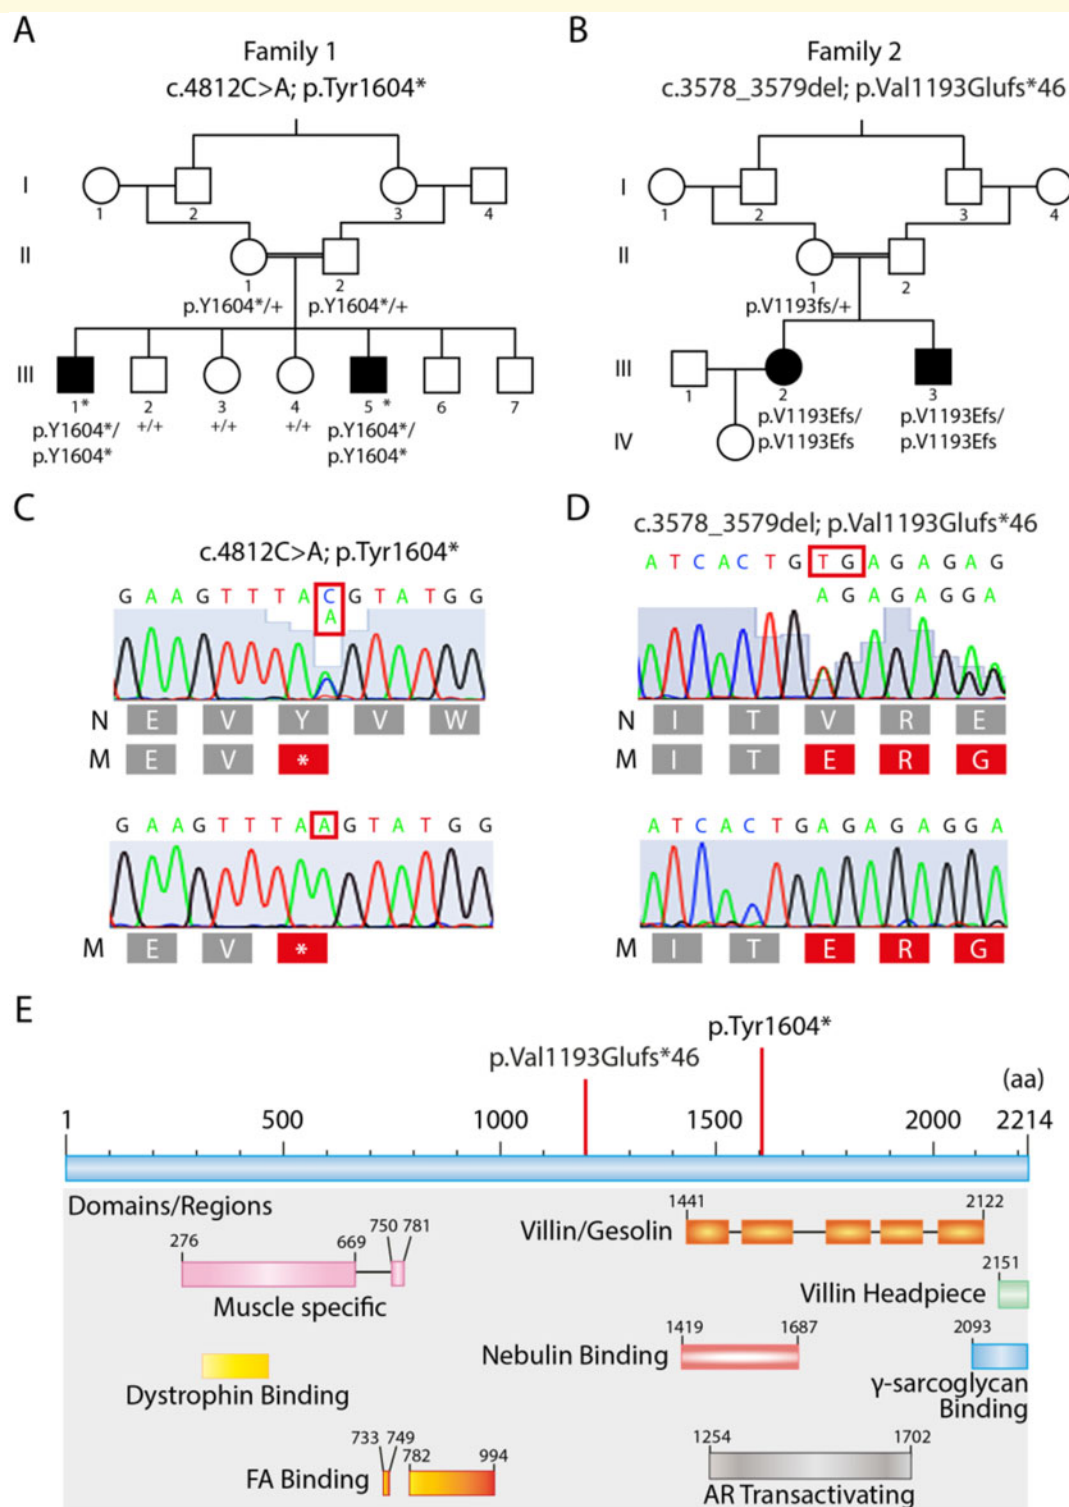 A
Family 1
c.4812C>A; p.Tyr1604*
I
1
2
3
4
II
1
2
p.Y1604*/+
p.Y1604*/+
III
1*
2
3
4
5 *
6
7
p.Y1604*/
p.Y1604*
+/+
+/+
+/+
p.Y1604*/
p.Y1604*
B
Family 2
c.3578_3579del; p.Val1193Glufs*46
I
1
2
3
4
II
1
2
p.V1193fs/+
III
1
2
3
p.V1193Efs/
p.V1193Efs
p.V1193Efs/
p.V1193Efs
IV
C
c.4812C>A; p.Tyr1604*
G A A G T T T A C G T A T G G
A
N E V Y V W
M E V *
G A A G T T T A A G T A T G G
M E V *
D
c.3578_3579del; p.Val1193Glufs*46
A T C A C T G T G A G A G A G
A G A G A G G A
N I T V R E
M I T E R G
A T C A C T G A G A G A G G A
M I T E R G
E
p.Tyr1604*
p.Val1193Glufs*46
(aa)
1 500 1000 1500 2000 2214
Domains/Regions
276 669 750 781
Muscle specific
Dystrophin Binding
733 749 782 994
FA Binding
1441 2122
Villin/Gesolin
2151
Villin Headpiece
1419 1687
Nebulin Binding
2093
γ-sarcoglycan
Binding
1254 1702
AR Transactivating